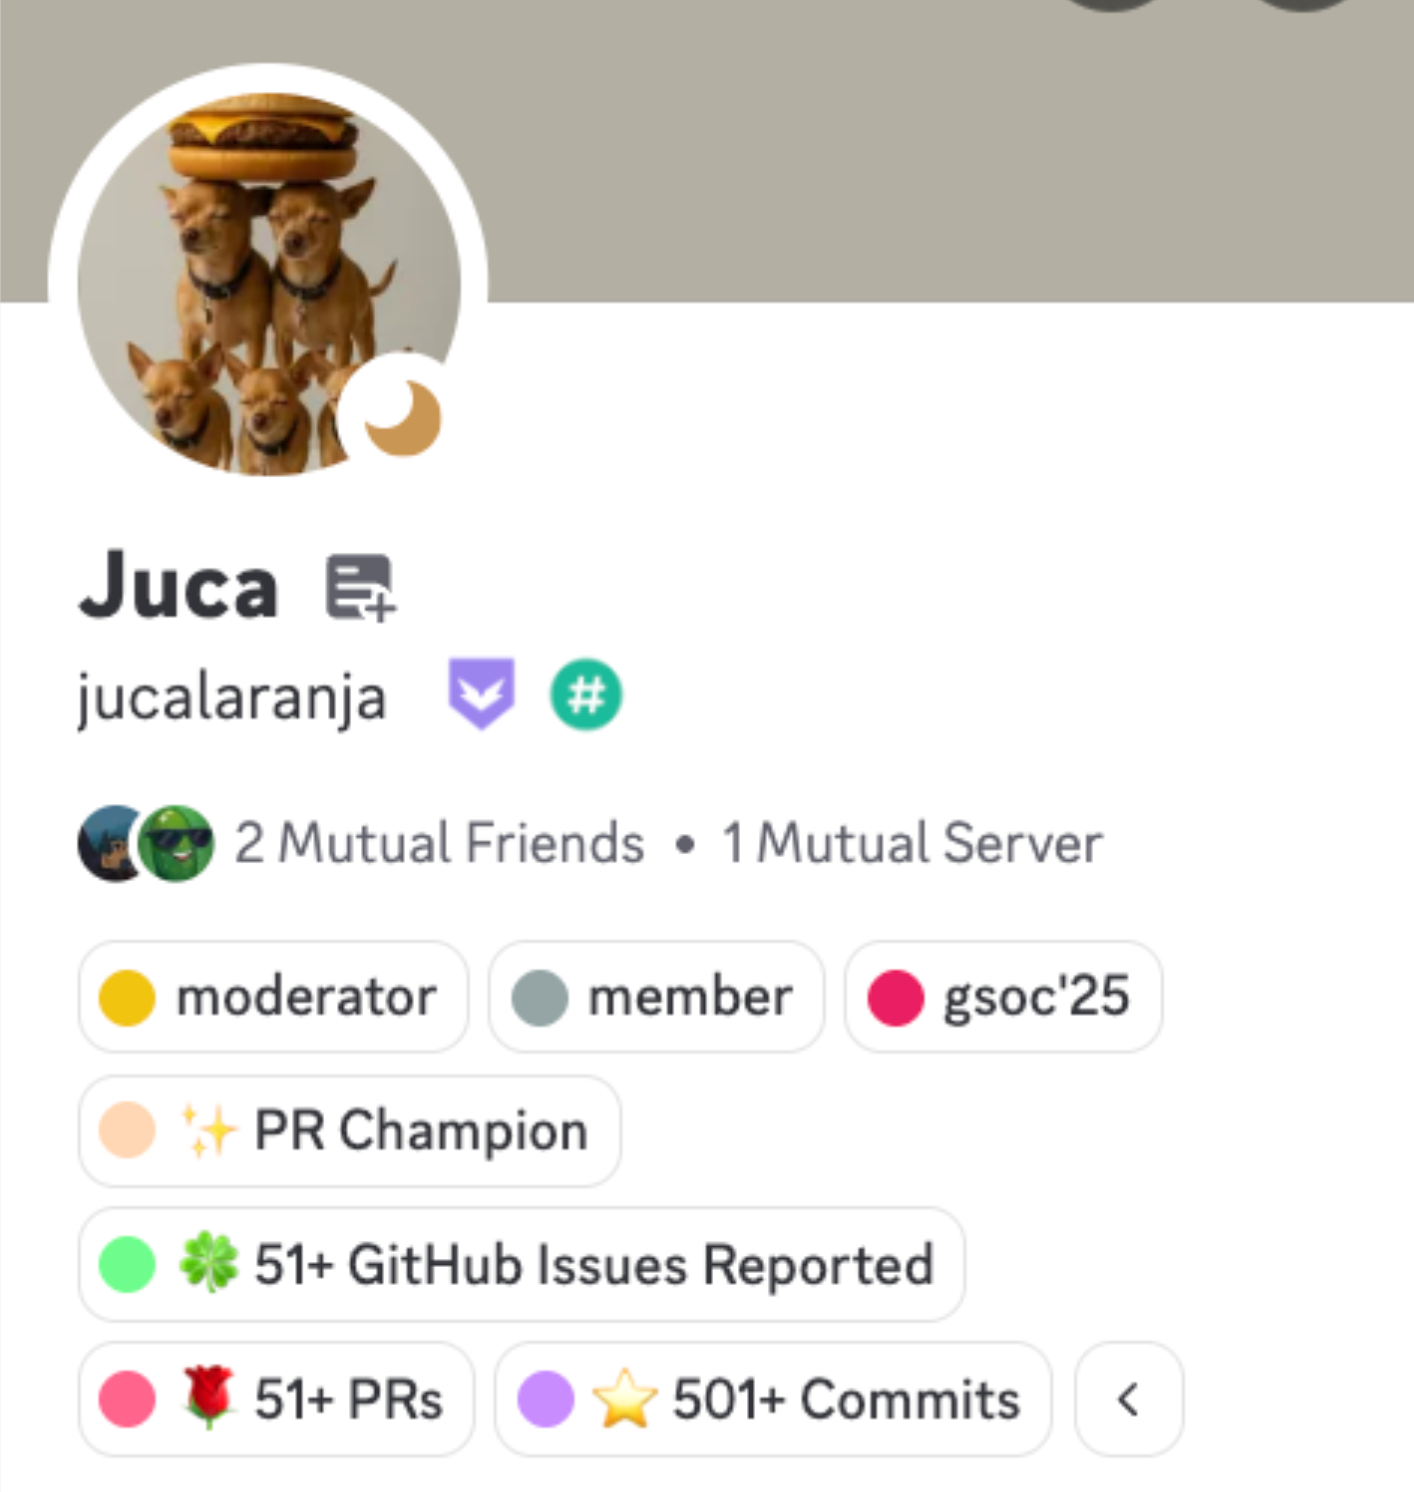 Juca
jucalaranja #
2 Mutual Friends • 1 Mutual Server
moderator member gsoc'25
✨ PR Champion
🍀 51+ GitHub Issues Reported
🌹 51+ PRs ⭐ 501+ Commits <